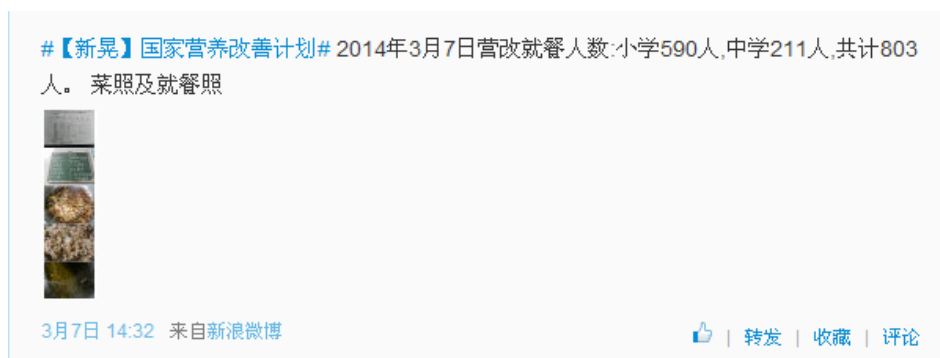 #【新晃】国家营养改善计划# 2014年3月7日营改就餐人数:小学590人,中学211人,共计803
人。 菜照及就餐照
3月7日 14:32 来自新浪微博
| 转发 | 收藏 | 评论